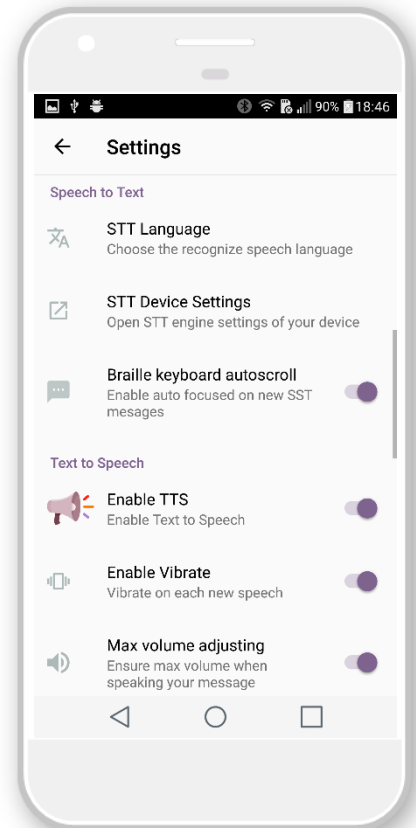 90% 18:46
Settings
Speech to Text
STT Language
Choose the recognize speech language
STT Device Settings
Open STT engine settings of your device
Braille keyboard autoscroll
Enable auto focused on new SST
mesages
Text to Speech
Enable TTS
Enable Text to Speech
Enable Vibrate
Vibrate on each new speech
Max volume adjusting
Ensure max volume when
speaking your message